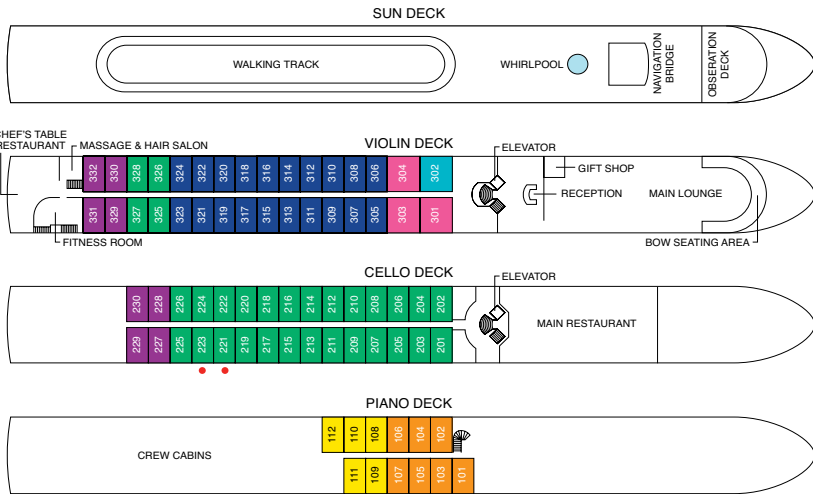 SUN DECK
WALKING TRACK
WHIRLPOOL
NAVIGATION
BRIDGE
OBSERATION
DECK
CHEF'S TABLE
RESTAURANT
MASSAGE & HAIR SALON
VIOLIN DECK
ELEVATOR
332 330 328 326 324 322 320 318 316 314 312 310 308 306 304 302
GIFT SHOP
RECEPTION
MAIN LOUNGE
331 329 327 325 323 321 319 317 315 313 311 309 307 305 303 301
FITNESS ROOM
BOW SEATING AREA
CELLO DECK
ELEVATOR
230 228 226 224 222 220 218 216 214 212 210 208 206 204 202
MAIN RESTAURANT
229 227 225 223 221 219 217 215 213 211 209 207 205 203 201
PIANO DECK
112 110 108 106 104 102
CREW CABINS
111 109 107 105 103 101